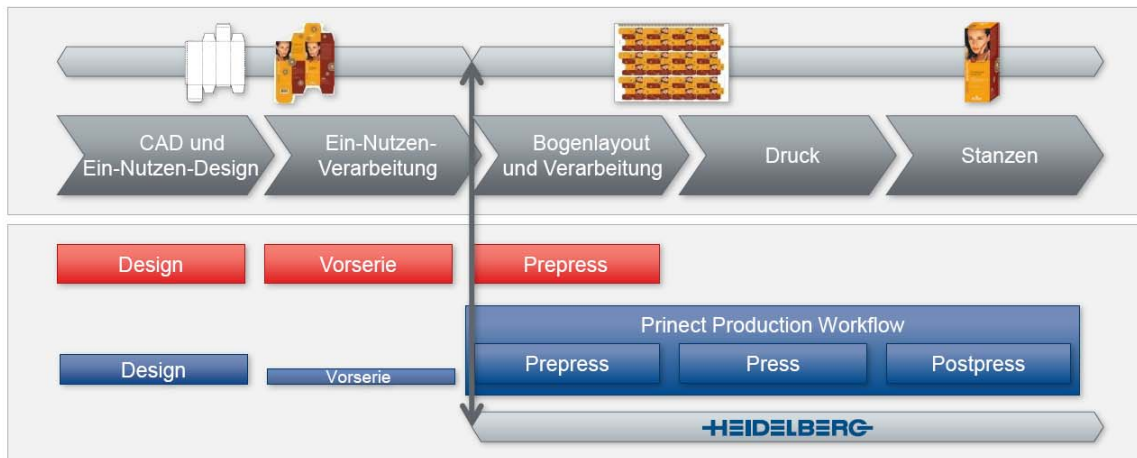 CAD und
Ein-Nutzen-Design
Ein-Nutzen-
Verarbeitung
Bogenlayout
und Verarbeitung
Druck
Stanzen
Design
Vorserie
Prepress
Prinect Production Workflow
Design
Vorserie
Prepress
Press
Postpress
HEIDELBERG